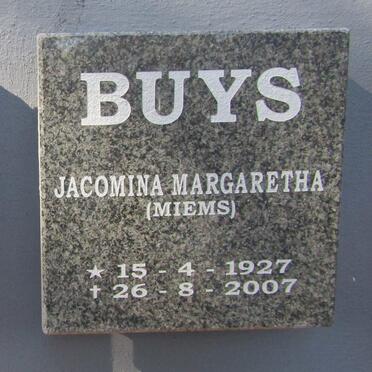 BUYS
JACOMINA MARGARETHA
(MIEMS)
★ 15 - 4 - 1927
† 26 - 8 - 2007